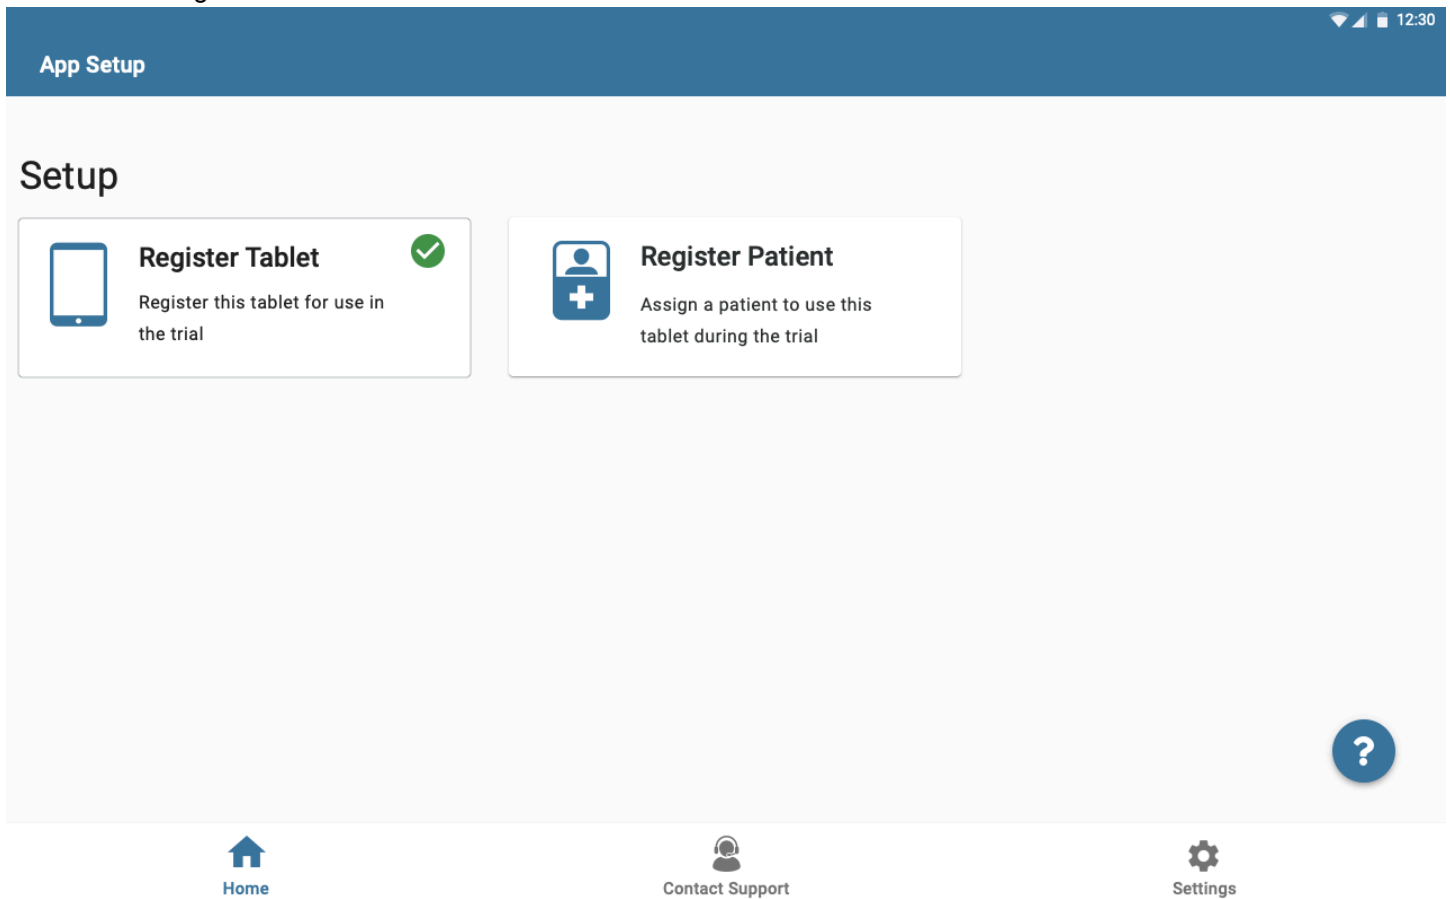 12:30
App Setup
Setup
Register Tablet
Register this tablet for use in
the trial
Register Patient
Assign a patient to use this
tablet during the trial
?
Home
Contact Support
Settings